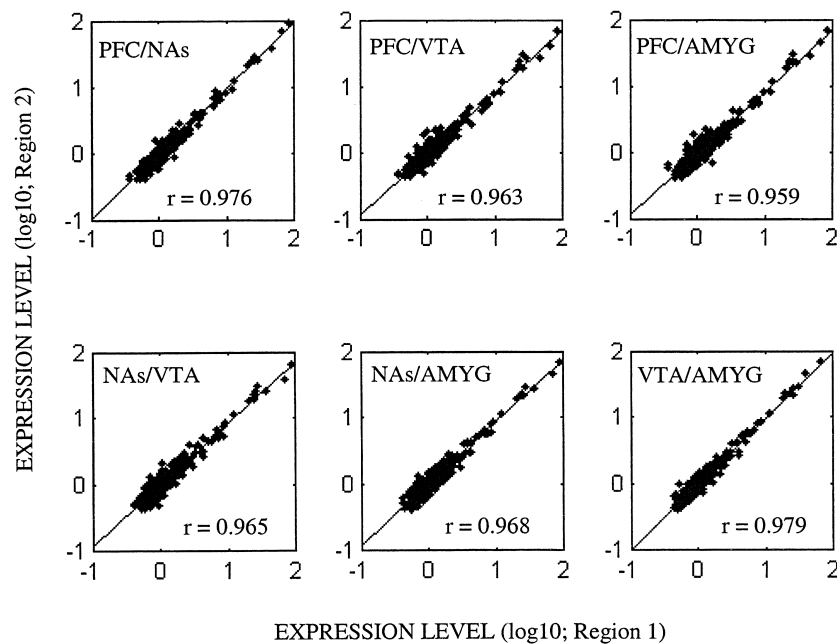 EXPRESSION LEVEL (log10; Region 2)
PFC/NAs
2
1
0
-1
r = 0.976
-1 0 1 2
PFC/VTA
2
1
0
-1
r = 0.963
-1 0 1 2
PFC/AMYG
2
1
0
-1
r = 0.959
-1 0 1 2
NAs/VTA
2
1
0
-1
r = 0.965
-1 0 1 2
NAs/AMYG
2
1
0
-1
r = 0.968
-1 0 1 2
VTA/AMYG
2
1
0
-1
r = 0.979
-1 0 1 2
EXPRESSION LEVEL (log10; Region 1)